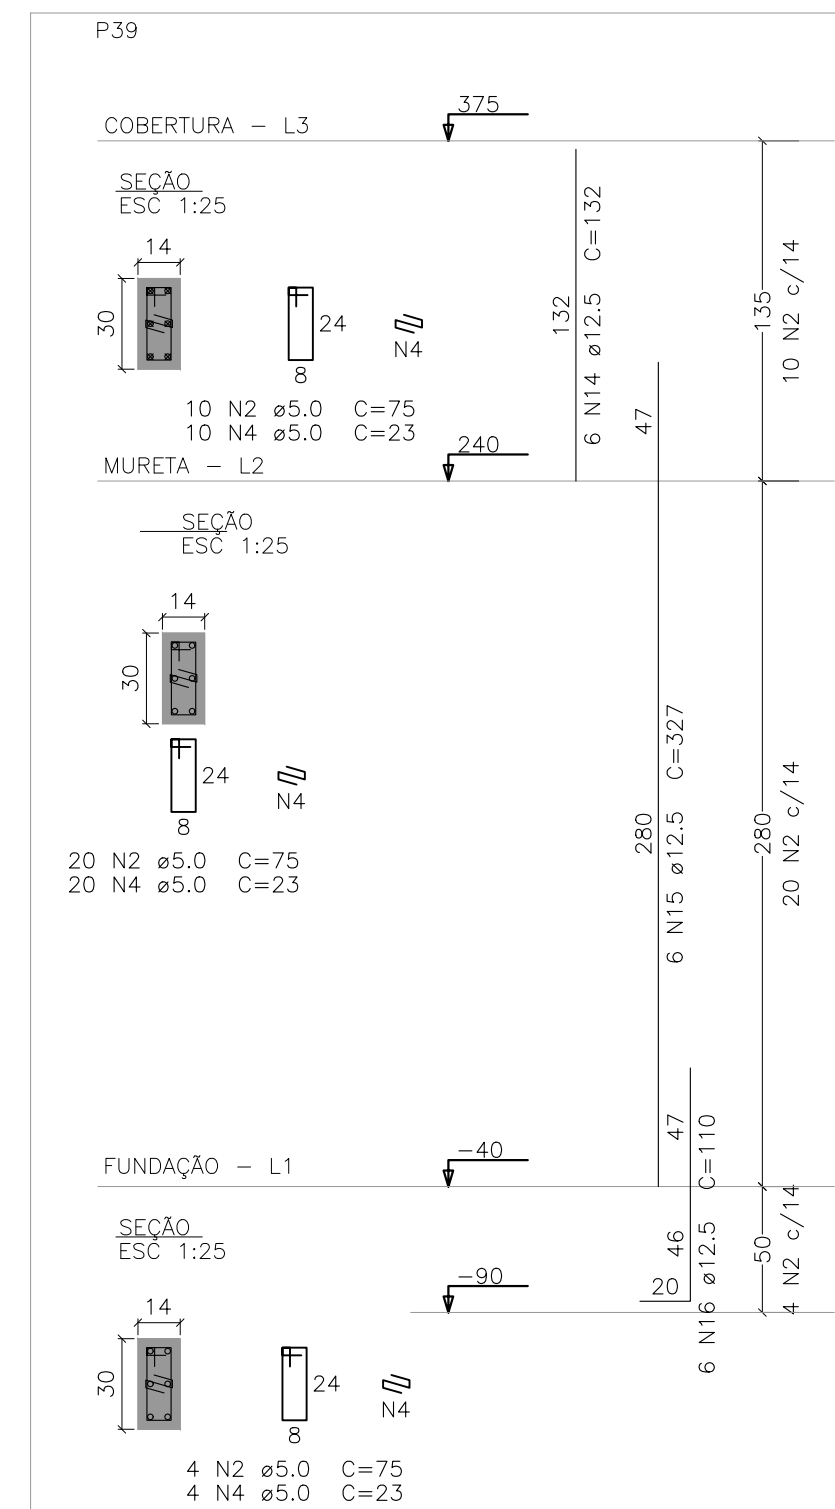 P39
375
COBERTURA - L3
SEÇÃO
ESC 1:25
14
30
24
8
N4
10 N2 ø5.0 C=75
10 N4 ø5.0 C=23
132
6 N14 ø12.5 C=132
135
10 N2 c/14
47
240
MURETA - L2
SEÇÃO
ESC 1:25
14
30
24
8
N4
20 N2 ø5.0 C=75
20 N4 ø5.0 C=23
280
6 N15 ø12.5 C=327
280
20 N2 c/14
-40
FUNDAÇÃO - L1
47
46
20
6 N16 ø12.5 C=110
50
4 N2 c/14
SEÇÃO
ESC 1:25
-90
14
30
24
8
N4
4 N2 ø5.0 C=75
4 N4 ø5.0 C=23